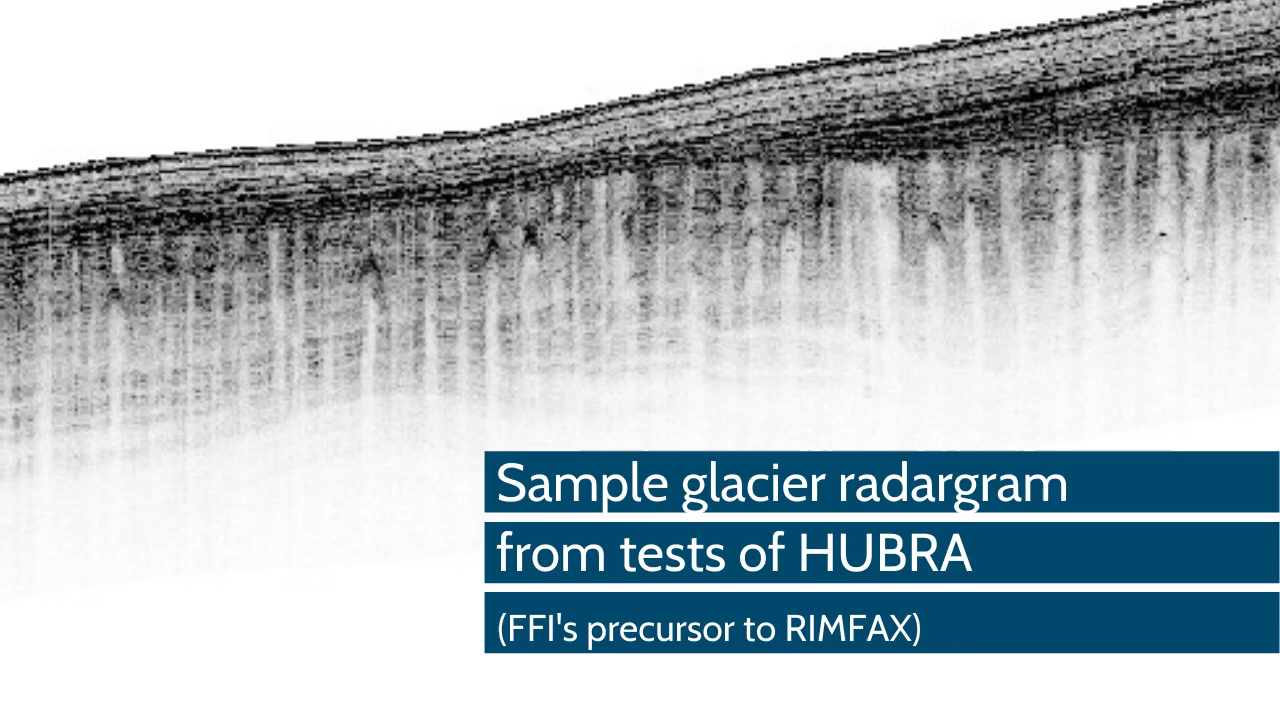 Sample glacier radargram
from tests of HUBRA
(FFI's precursor to RIMFAX)